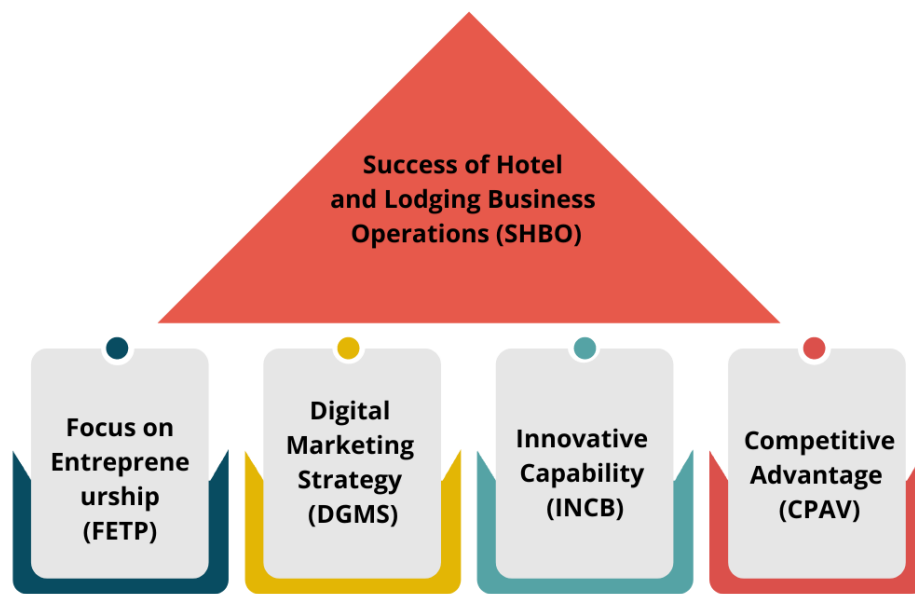 Success of Hotel
and Lodging Business
Operations (SHBO)
Focus on
Entreprene
urship
(FETP)
Digital
Marketing
Strategy
(DGMS)
Innovative
Capability
(INCB)
Competitive
Advantage
(CPAV)